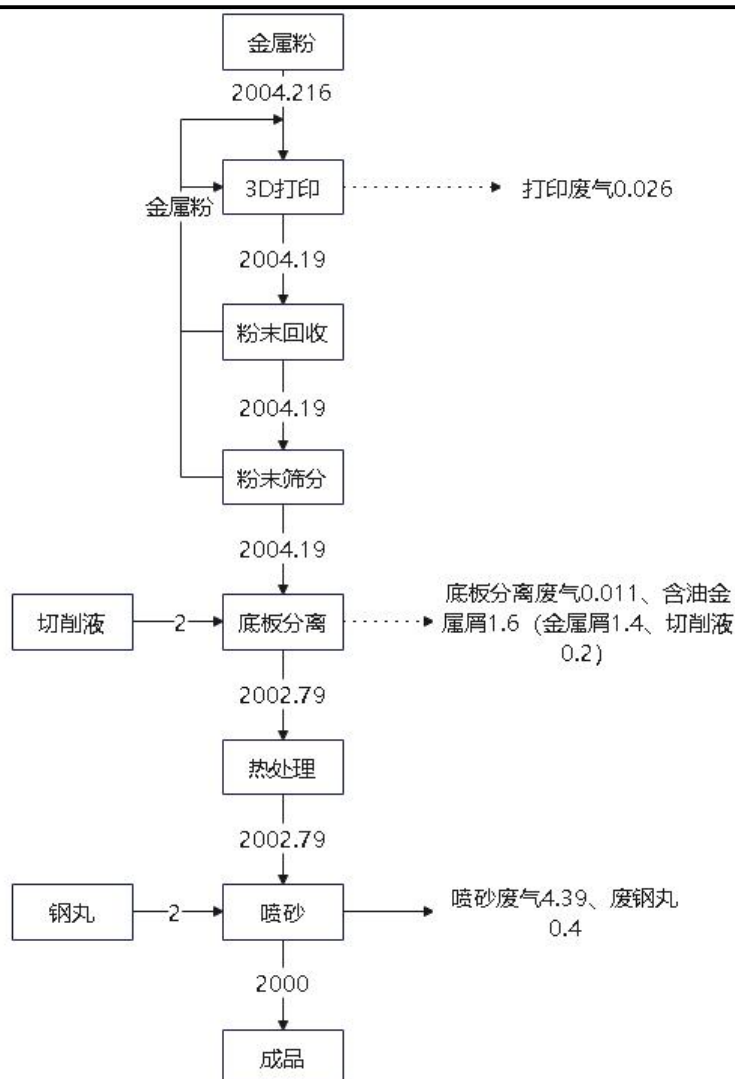 金属粉
2004.216
3D打印
打印废气0.026
金属粉
2004.19
粉末回收
2004.19
粉末筛分
2004.19
切削液
2
底板分离
底板分离废气0.011、含油金
属屑1.6（金属屑1.4、切削液
0.2）
2002.79
热处理
2002.79
钢丸
2
喷砂
喷砂废气4.39、废钢丸
0.4
2000
成品